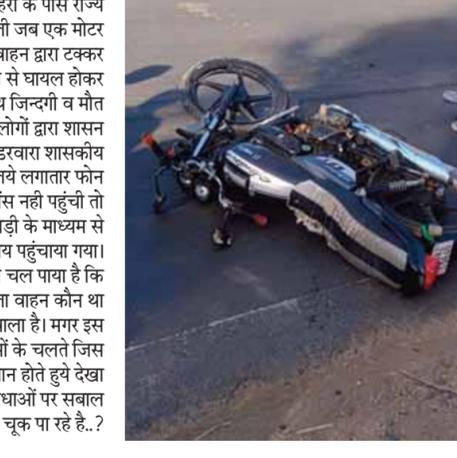 हरा के पास राज्य
ती जब एक मोटर
वाहन द्वारा टक्कर
से घायल होकर
जिन्दगी व मौत
लोगों द्वारा शासन
डरवारा शासकीय
नये लगातार फोन
स नही पहुंची तो
ाड़ी के माध्यम से
य पहुंचाया गया।
चल पाया है कि
ा वाहन कौन था
ाला है। मगर इस
ों के चलते जिस
ान होते हुये देखा
धाओं पर सबाल
चूक पा रहे है..?